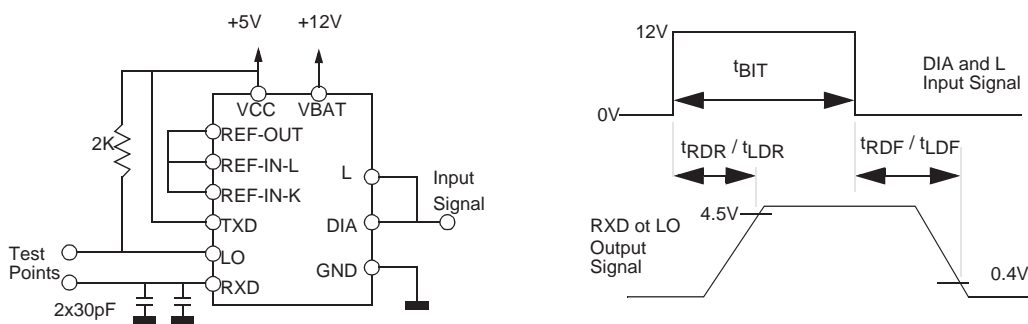 +5V
+12V
VCC
VBAT
2K
REF-OUT
REF-IN-L
REF-IN-K
TXD
LO
RXD
L
DIA
GND
Input
Signal
Test
Points
2x30pF
12V
0V
tBIT
DIA and L
Input Signal
tRDR / tLDR
tRDF / tLDF
4.5V
0.4V
RXD ot LO
Output
Signal